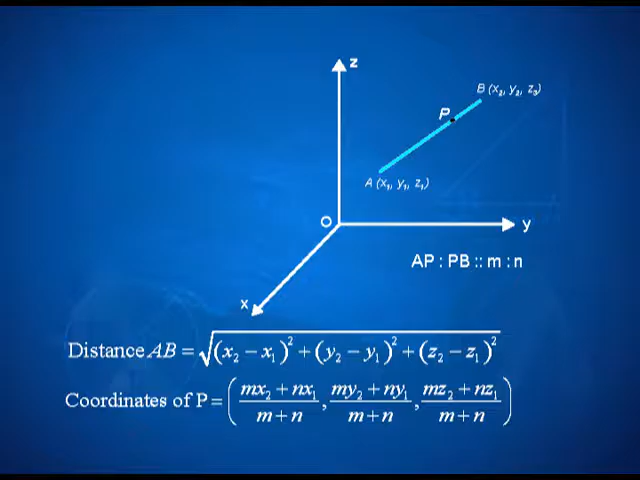 z
B (x₂, y₂, z₃)
P
A (x₁, y₁, z₁)
O
y
AP : PB :: m : n
x
Distance AB = √(x₂ − x₁)² + (y₂ − y₁)² + (z₂ − z₁)²
Coordinates of P = ( mx₂ + nx₁ / m + n , my₂ + ny₁ / m + n , mz₂ + nz₁ / m + n )